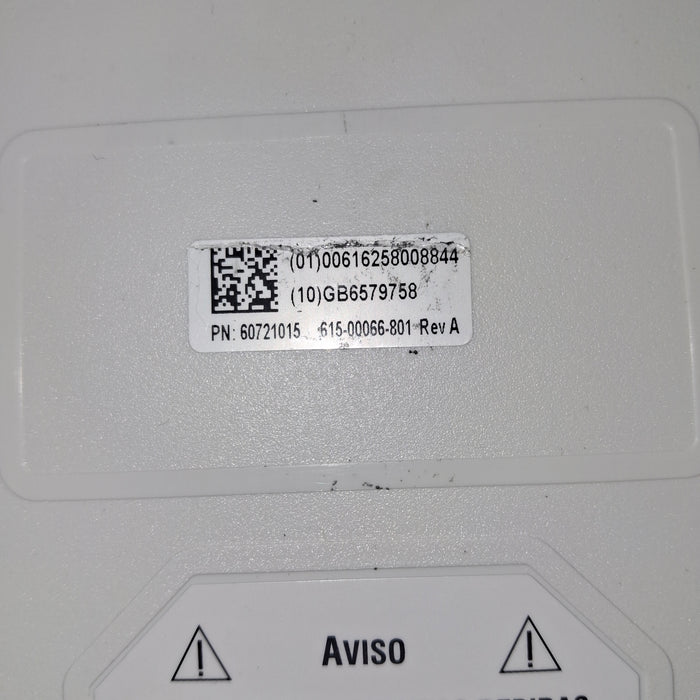 (01)00616258008844
(10)GB6579758
PN: 60721015 615-00066-801 Rev A
AVISO